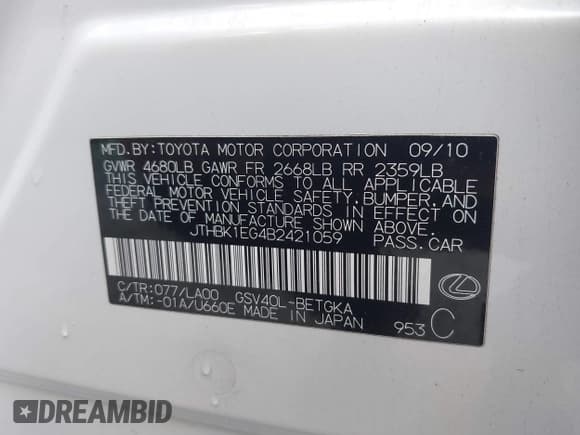 MFD.BY:TOYOTA MOTOR CORPORATION 09/10
GVWR 4680LB GAWR FR 2668LB RR 2359LB
THIS VEHICLE CONFORMS TO ALL APPLICABLE
FEDERAL MOTOR VEHICLE SAFETY,BUMPER,AND
THEFT PREVENTION STANDARDS IN EFFECT ON
THE DATE OF MANUFACTURE SHOWN ABOVE.
JTHBK1EG4B2421059 PASS.CAR
C/TR:077/LA00 GSV40L-BETGKA
A/TM:-01A/U660E MADE IN JAPAN 953 C
DREAMBID